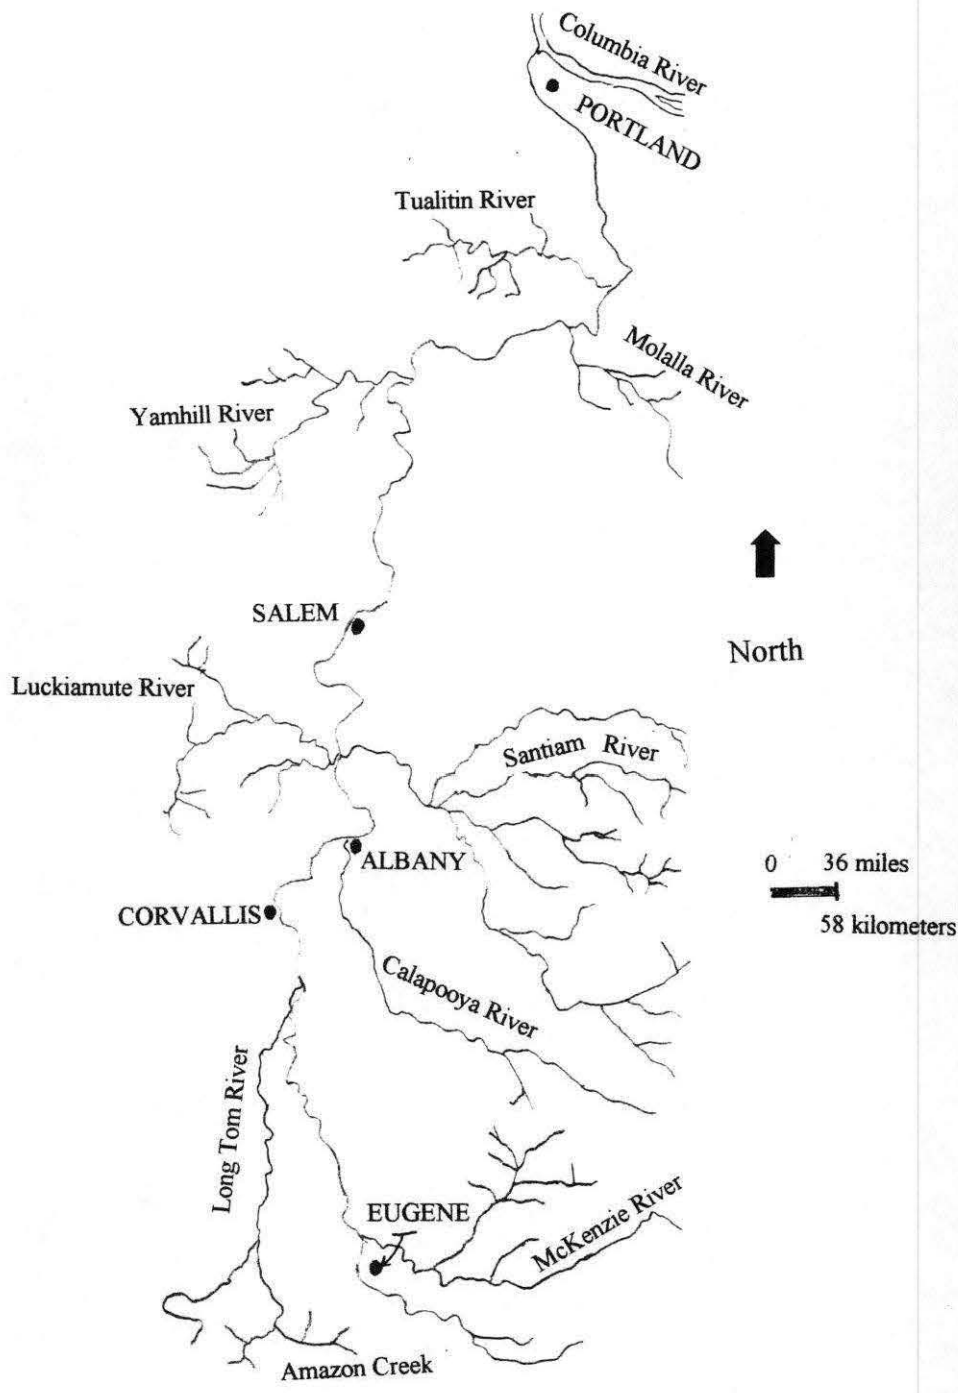 Columbia River
PORTLAND
Tualitin River
Molalla River
Yamhill River
SALEM
North
Luckiamute River
Santiam River
0 36 miles
ALBANY
CORVALLIS
58 kilometers
Calapooya River
Long Tom River
EUGENE
McKenzie River
Amazon Creek